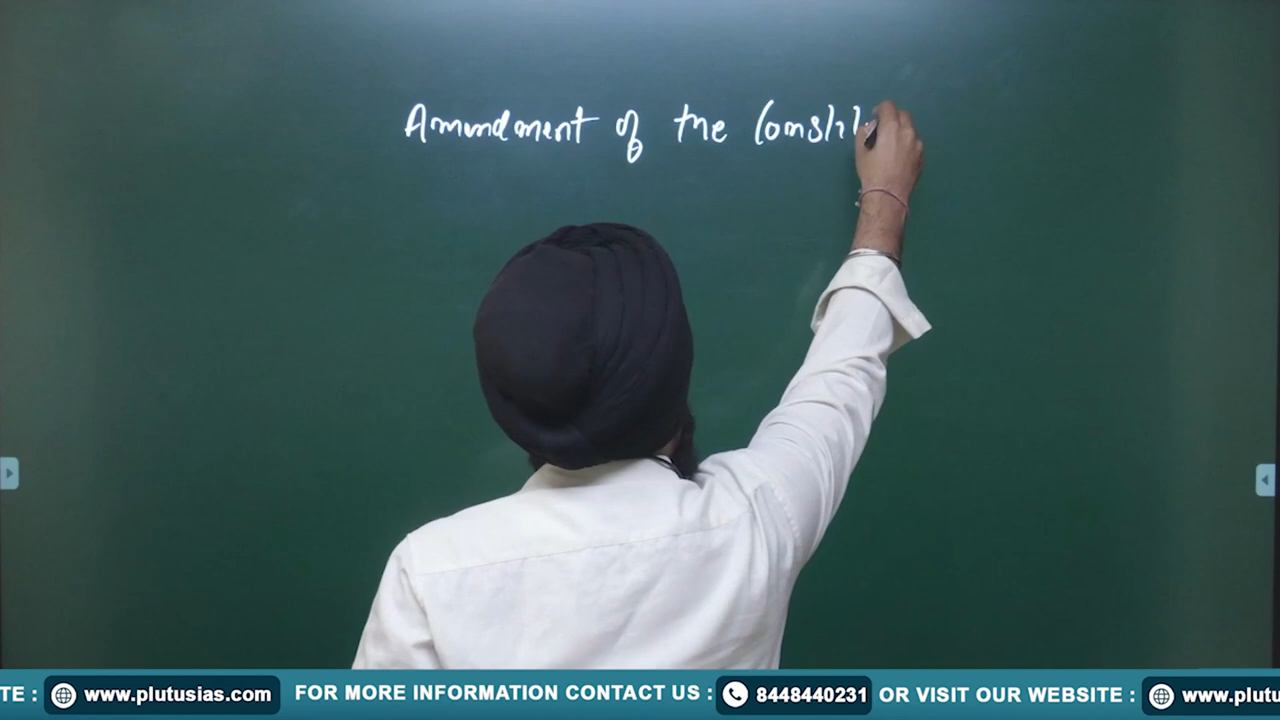 Amendment of the Constit
TE : www.plutusias.com FOR MORE INFORMATION CONTACT US : 8448440231 OR VISIT OUR WEBSITE : www.plutu